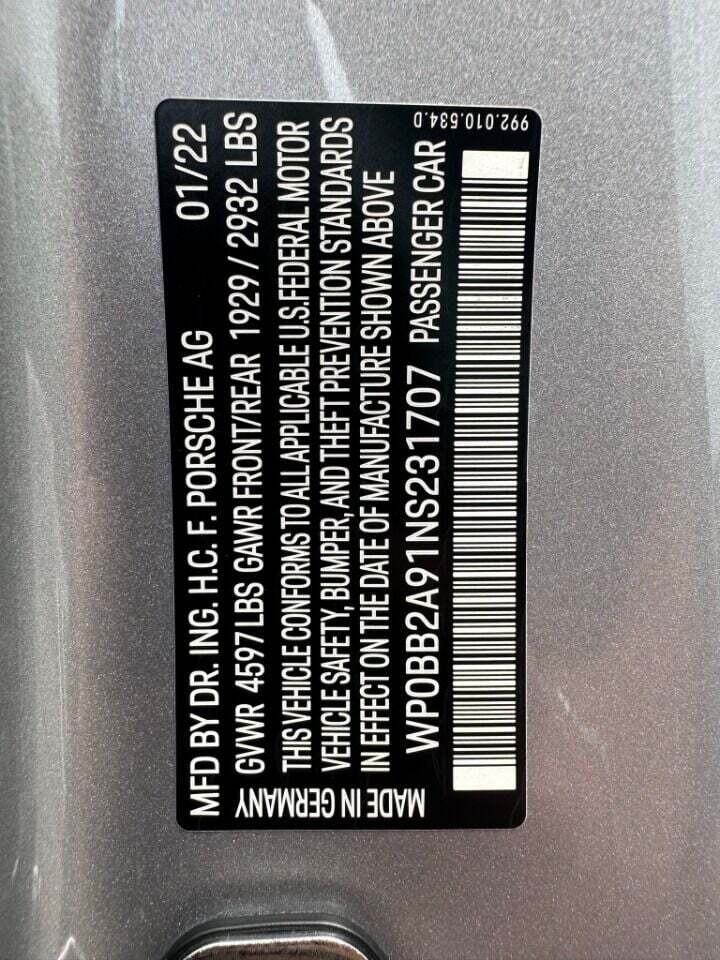 MFD BY DR. ING. H.C. F. PORSCHE AG 01/22
GVWR 4597 LBS GAWR FRONT/REAR 1929 / 2932 LBS
THIS VEHICLE CONFORMS TO ALL APPLICABLE U.S.FEDERAL MOTOR
VEHICLE SAFETY, BUMPER, AND THEFT PREVENTION STANDARDS
IN EFFECT ON THE DATE OF MANUFACTURE SHOWN ABOVE
WP0BB2A91NS231707 PASSENGER CAR
MADE IN GERMANY
992.010.534.D